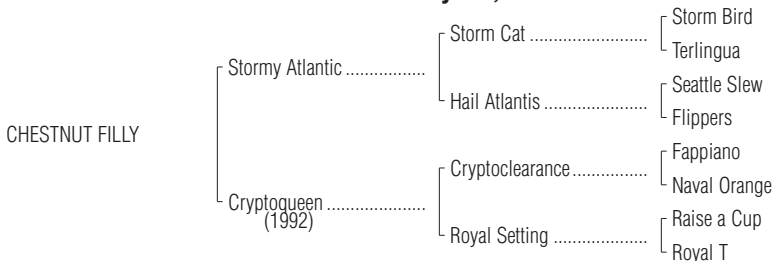 Storm Bird
Storm Cat ......................
Terlingua
Stormy Atlantic ...............
Seattle Slew
Hail Atlantis ...................
Flippers
CHESTNUT FILLY
Fappiano
Cryptoclearance..............
Naval Orange
Cryptoqueen ..................
(1992)
Raise a Cup
Royal Setting .................
Royal T